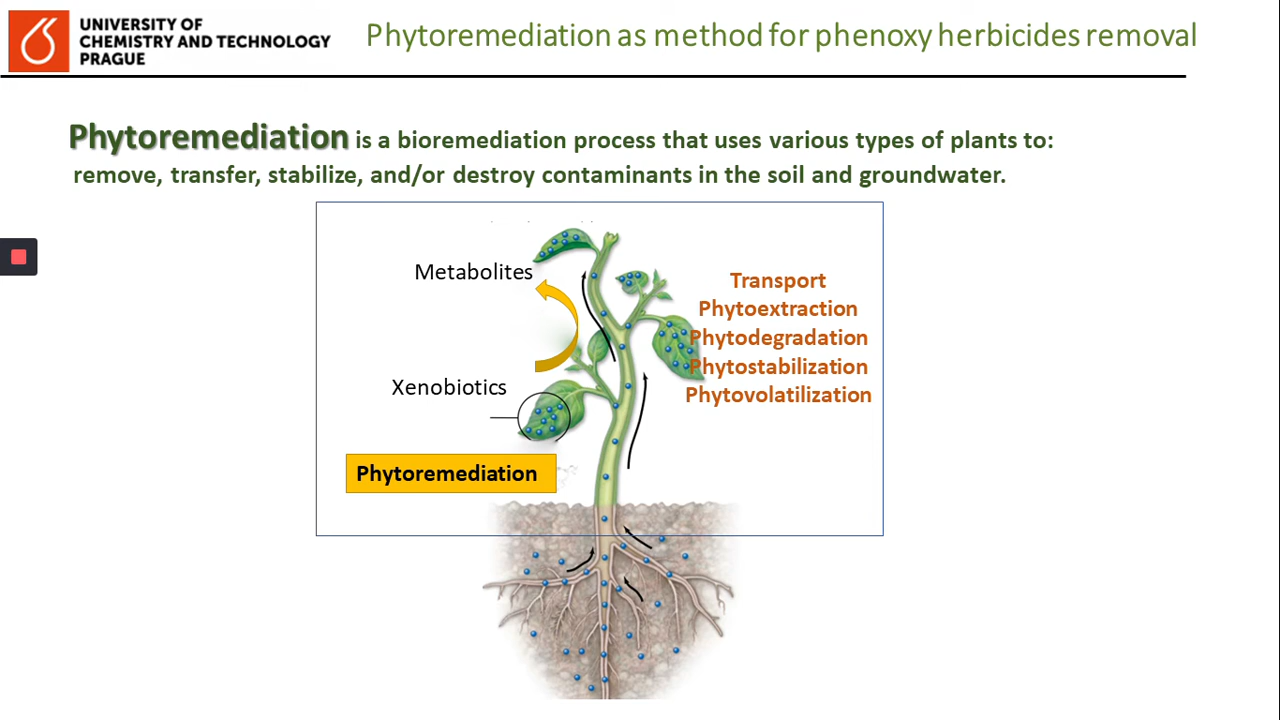 UNIVERSITY OF
CHEMISTRY AND TECHNOLOGY
PRAGUE
Phytoremediation as method for phenoxy herbicides removal
Phytoremediation is a bioremediation process that uses various types of plants to:
remove, transfer, stabilize, and/or destroy contaminants in the soil and groundwater.
Metabolites
Xenobiotics
Phytoremediation
Transport
Phytoextraction
Phytodegradation
Phytostabilization
Phytovolatilization